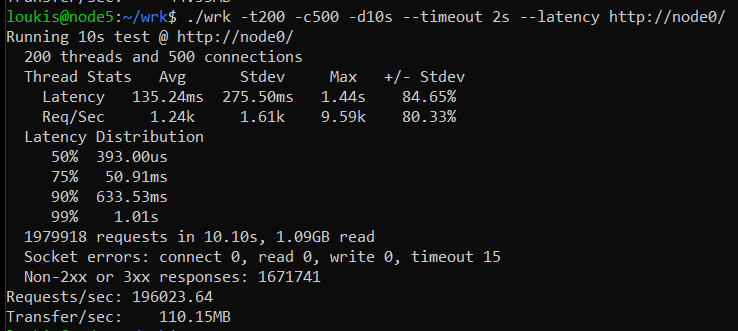 loukis@node5:~/wrk$ ./wrk -t200 -c500 -d10s --timeout 2s --latency http://node0/
Running 10s test @ http://node0/
  200 threads and 500 connections
  Thread Stats   Avg      Stdev     Max   +/- Stdev
    Latency   135.24ms  275.50ms   1.44s    84.65%
    Req/Sec     1.24k     1.61k    9.59k    80.33%
  Latency Distribution
     50%  393.00us
     75%   50.91ms
     90%  633.53ms
     99%    1.01s
  1979918 requests in 10.10s, 1.09GB read
  Socket errors: connect 0, read 0, write 0, timeout 15
  Non-2xx or 3xx responses: 1671741
Requests/sec: 196023.64
Transfer/sec:    110.15MB